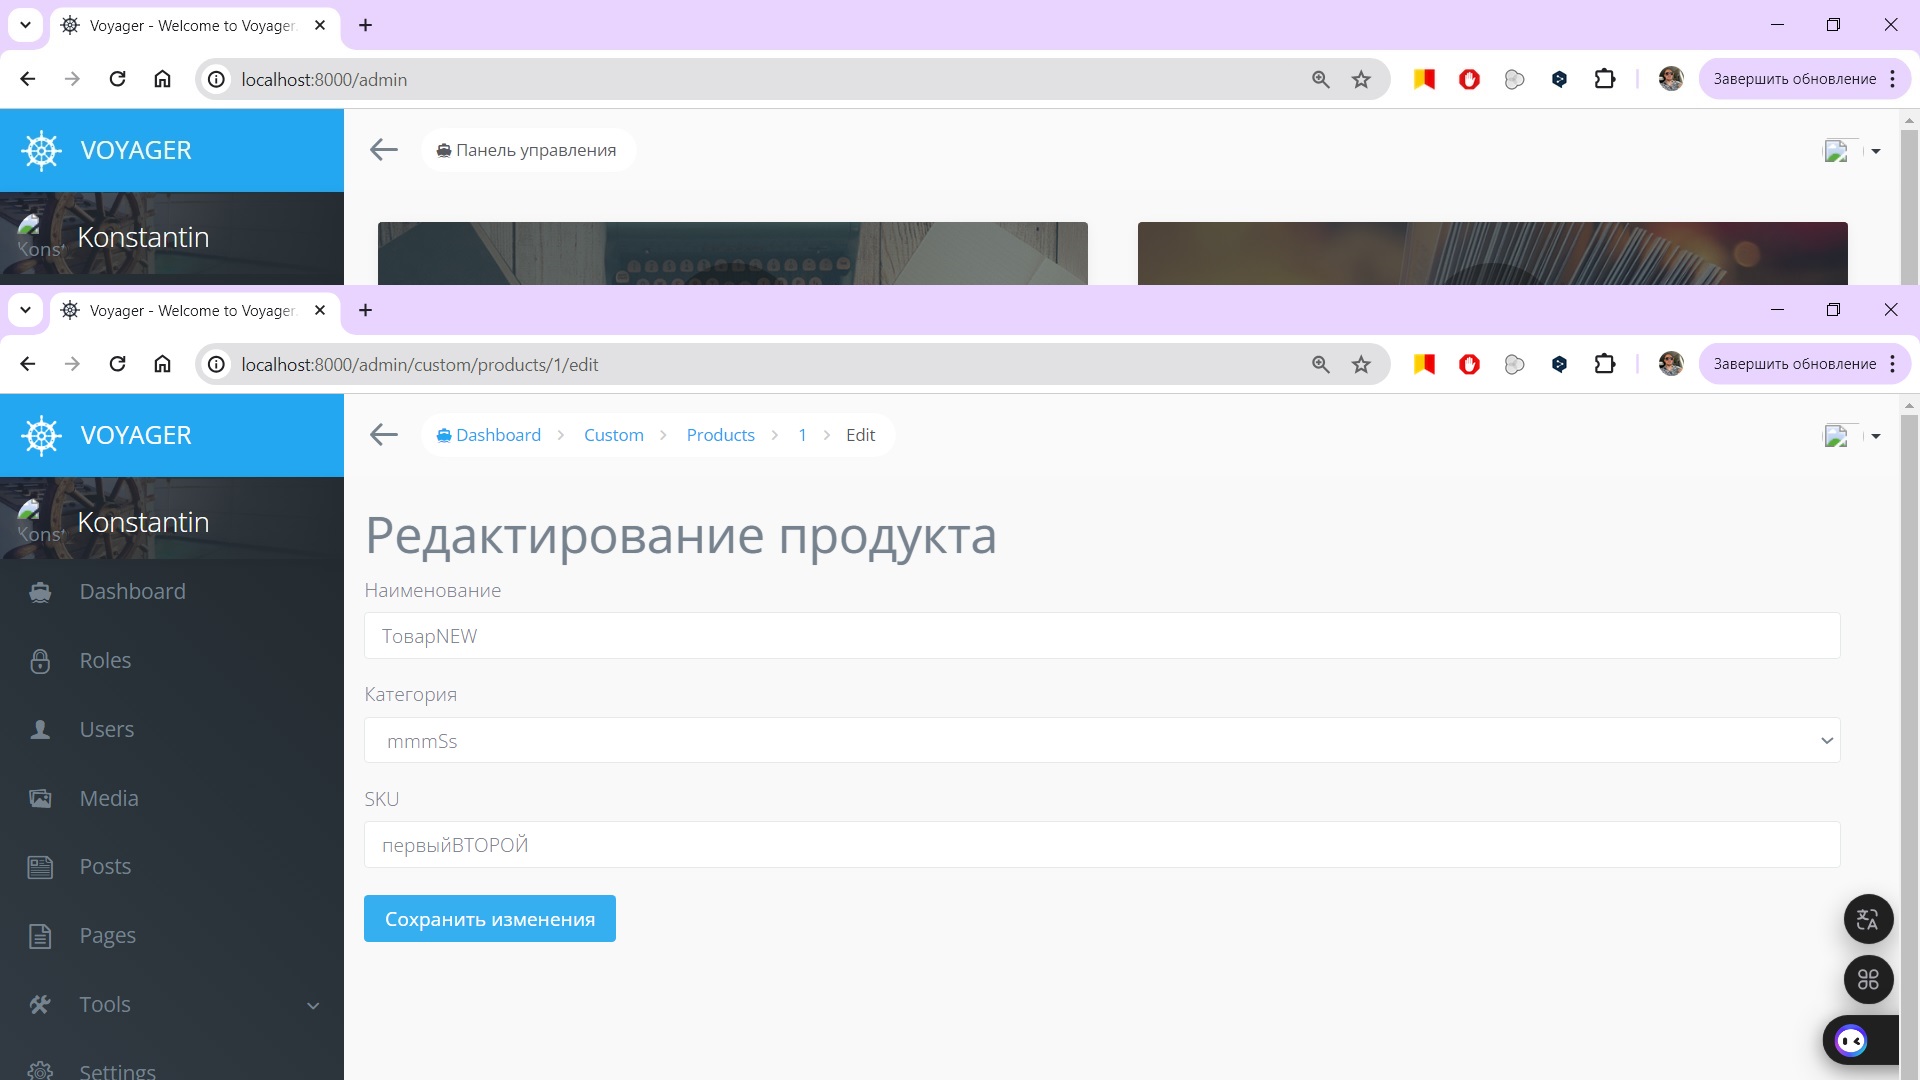 Voyager - Welcome to Voyager.
localhost:8000/admin
Завершить обновление
VOYAGER
Панель управления
Konstantin
Kons
Voyager - Welcome to Voyager.
localhost:8000/admin/custom/products/1/edit
Завершить обновление
VOYAGER
Dashboard > Custom > Products > 1 > Edit
Konstantin
Kons
Dashboard
Roles
Users
Media
Posts
Pages
Tools
Settings
Редактирование продукта
Наименование
ТоварNEW
Категория
mmmSs
SKU
первыйВТОРОЙ
Сохранить изменения